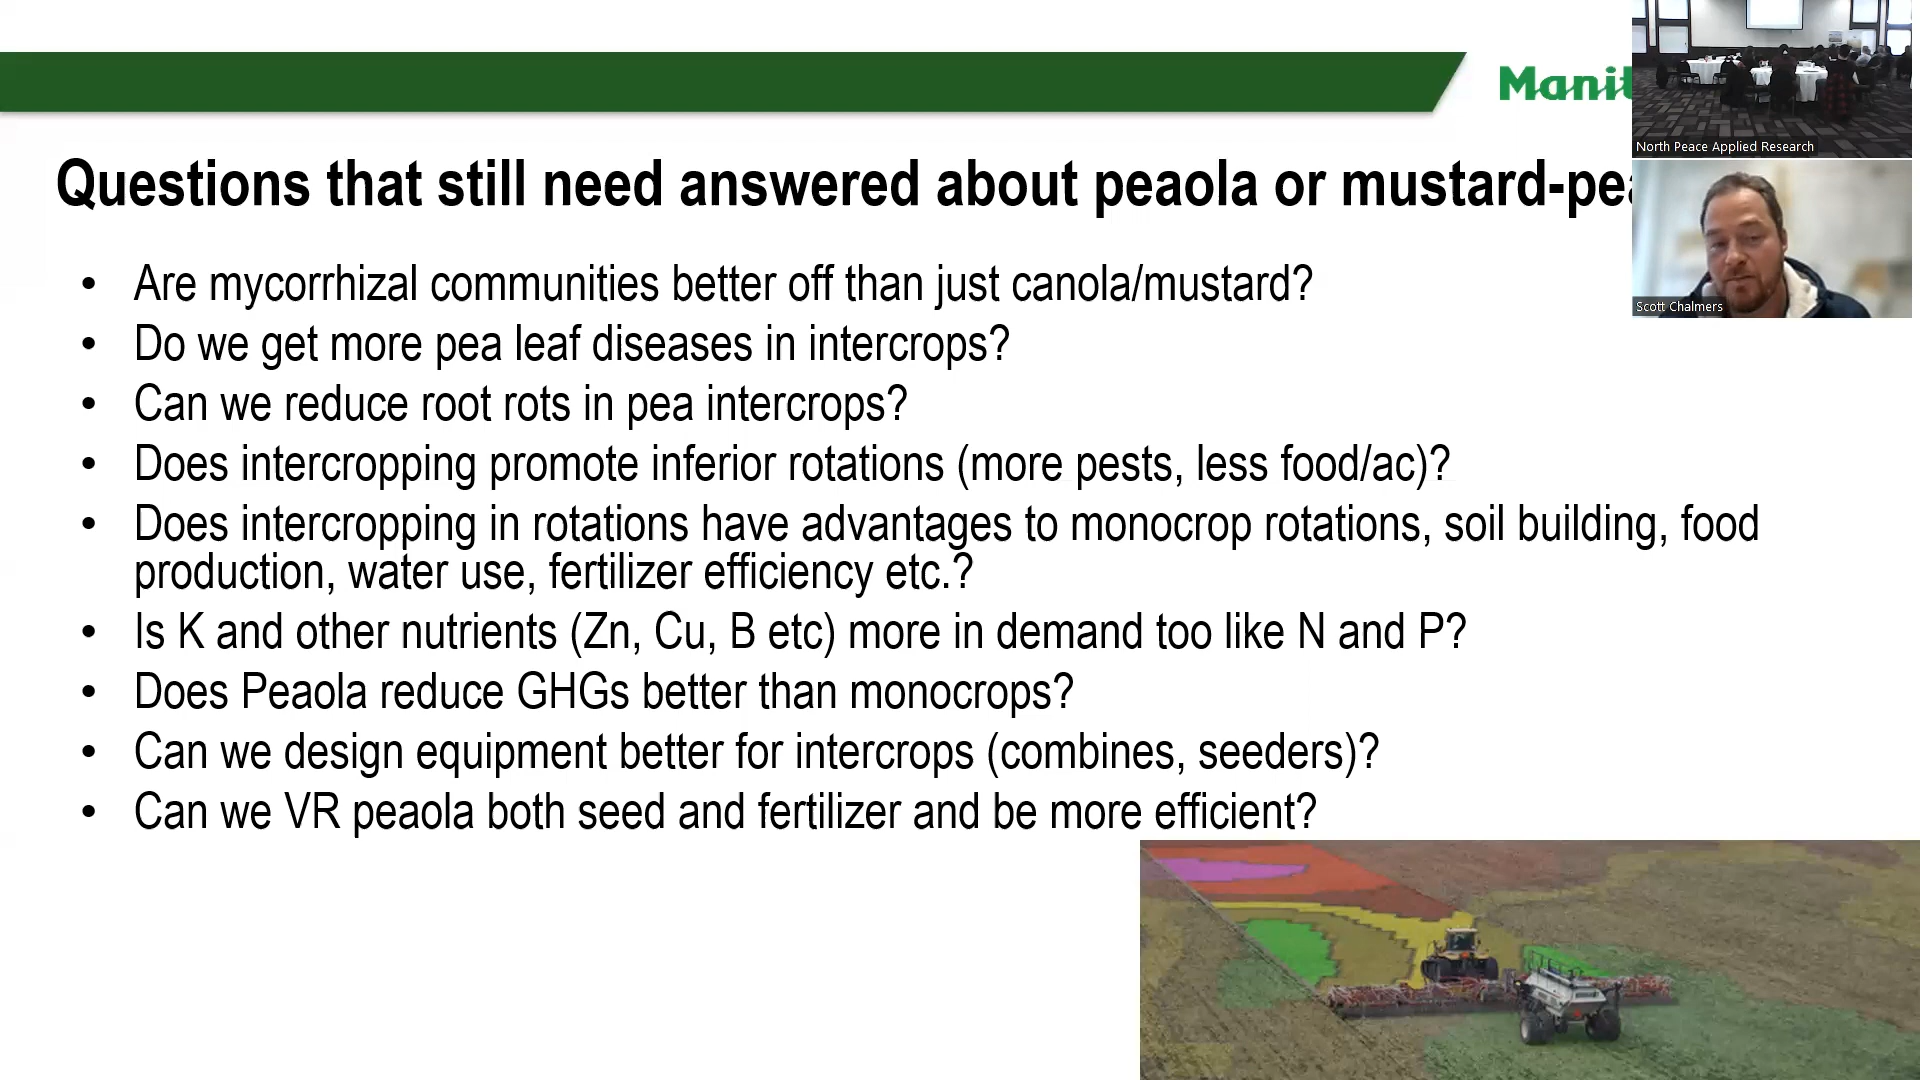 Manit
North Peace Applied Research
Questions that still need answered about peaola or mustard-pea
Scott Chalmers
• Are mycorrhizal communities better off than just canola/mustard?
• Do we get more pea leaf diseases in intercrops?
• Can we reduce root rots in pea intercrops?
• Does intercropping promote inferior rotations (more pests, less food/ac)?
• Does intercropping in rotations have advantages to monocrop rotations, soil building, food
production, water use, fertilizer efficiency etc.?
• Is K and other nutrients (Zn, Cu, B etc) more in demand too like N and P?
• Does Peaola reduce GHGs better than monocrops?
• Can we design equipment better for intercrops (combines, seeders)?
• Can we VR peaola both seed and fertilizer and be more efficient?